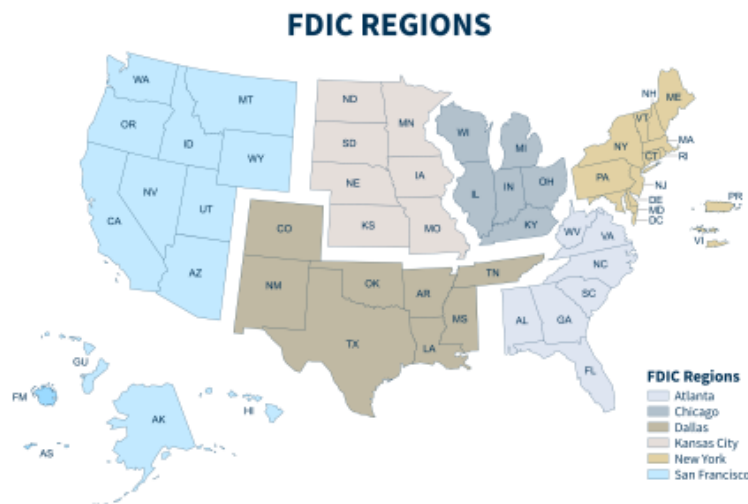 FDIC REGIONS
WA
MT
ND
MN
OR
ID
WY
SD
WI
MI
NH
ME
VT
MA
NY
CT
RI
NV
UT
CA
NE
IA
IL
IN
OH
PA
NJ
DE
MD
DC
PR
VI
CO
KS
MO
KY
WV
VA
AZ
NM
OK
AR
TN
NC
SC
TX
LA
MS
AL
GA
FL
GU
FM
AS
AK
HI
FDIC Regions
Atlanta
Chicago
Dallas
Kansas City
New York
San Francisco